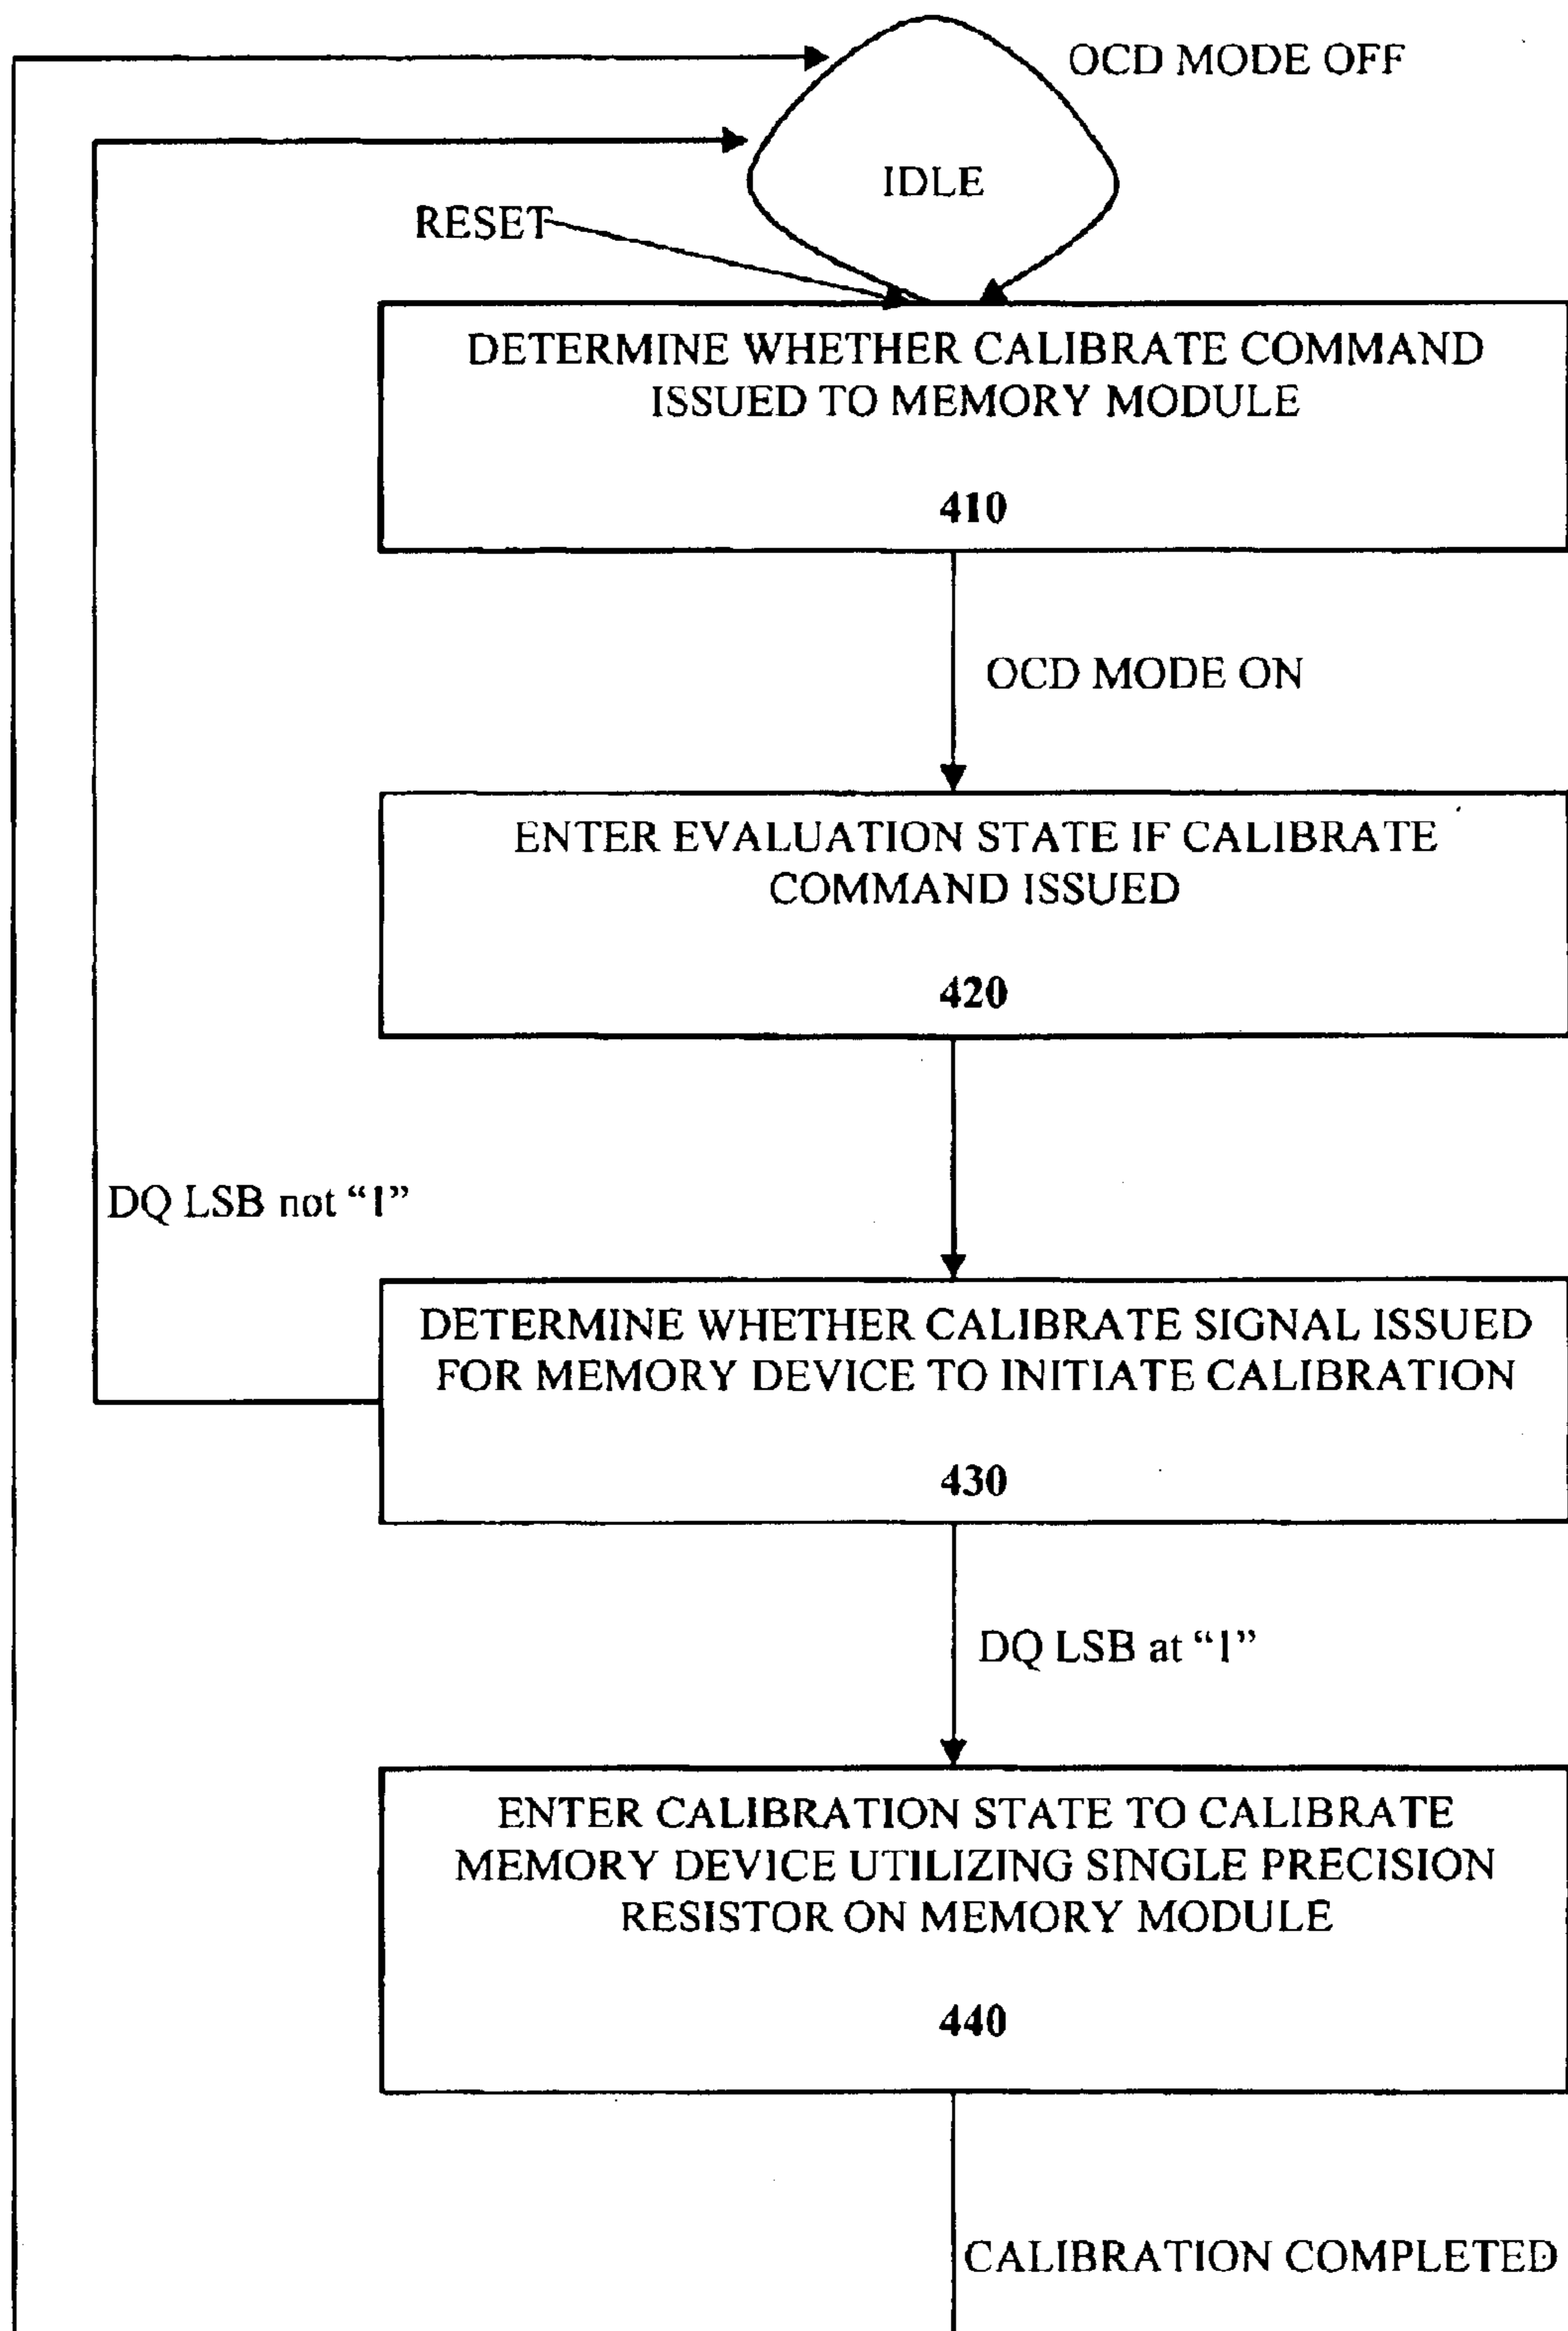 OCD MODE OFF
IDLE
RESET
DETERMINE WHETHER CALIBRATE COMMAND
ISSUED TO MEMORY MODULE
410
OCD MODE ON
ENTER EVALUATION STATE IF CALIBRATE
COMMAND ISSUED
420
DQ LSB not “1”
DETERMINE WHETHER CALIBRATE SIGNAL ISSUED
FOR MEMORY DEVICE TO INITIATE CALIBRATION
430
DQ LSB at “1”
ENTER CALIBRATION STATE TO CALIBRATE
MEMORY DEVICE UTILIZING SINGLE PRECISION
RESISTOR ON MEMORY MODULE
440
CALIBRATION COMPLETED